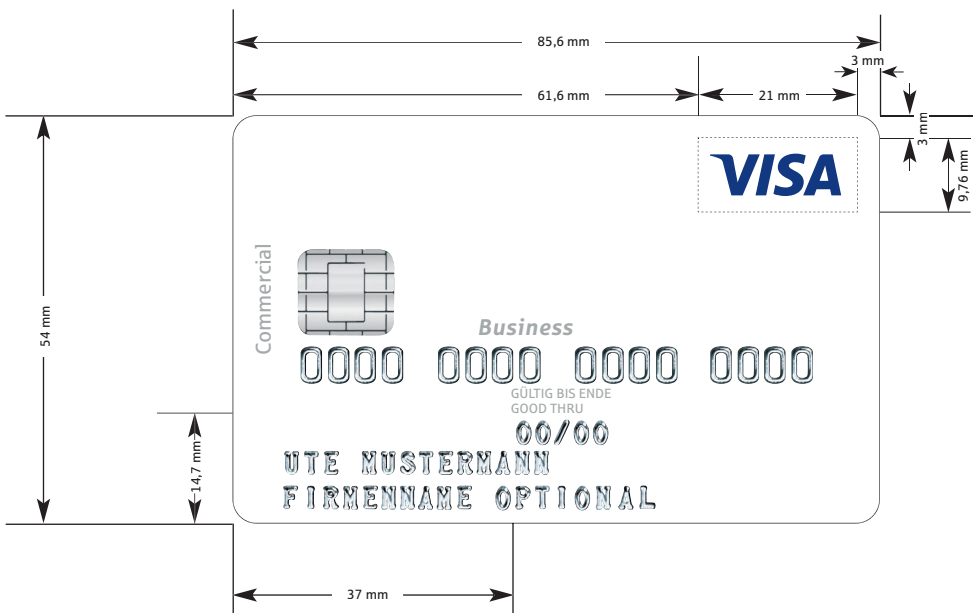 85,6 mm
3 mm
61,6 mm
21 mm
3 mm
9,76 mm
VISA
Commercial
54 mm
Business
0000 0000 0000 0000
GÜLTIG BIS ENDE
GOOD THRU
00/00
14,7 mm
UTE MUSTERMANN
FIRMENNAME OPTIONAL
37 mm